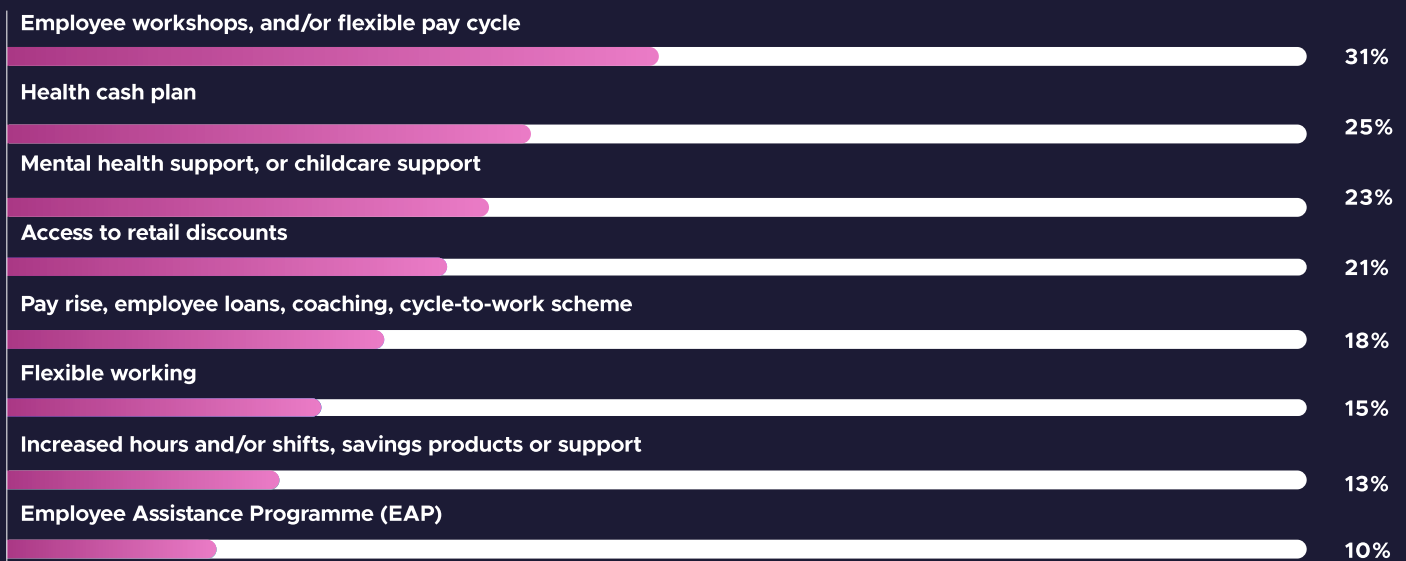 Employee workshops, and/or flexible pay cycle
31%
Health cash plan
25%
Mental health support, or childcare support
23%
Access to retail discounts
21%
Pay rise, employee loans, coaching, cycle-to-work scheme
18%
Flexible working
15%
Increased hours and/or shifts, savings products or support
13%
Employee Assistance Programme (EAP)
10%